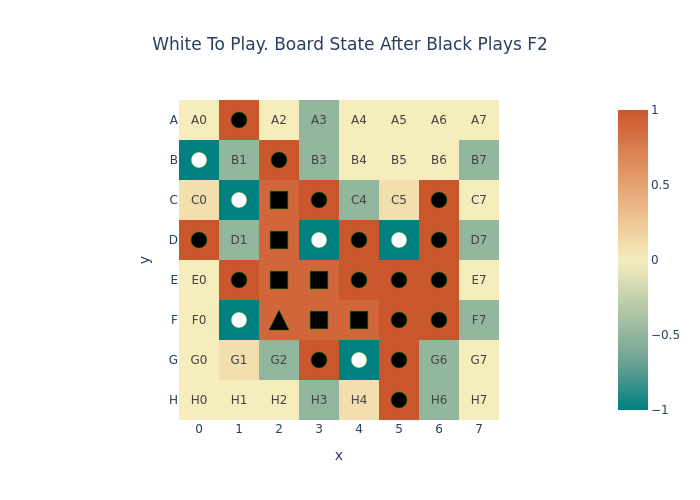 White To Play. Board State After Black Plays F2
A A0 A2 A3 A4 A5 A6 A7
B B1 B3 B4 B5 B6 B7
C C0 C4 C5 C7
D D1 D7
E E0 E7
F F0 F7
G G0 G1 G2 G6 G7
H H0 H1 H2 H3 H4 H6 H7
0 1 2 3 4 5 6 7
x
y
1
0.5
0
−0.5
−1